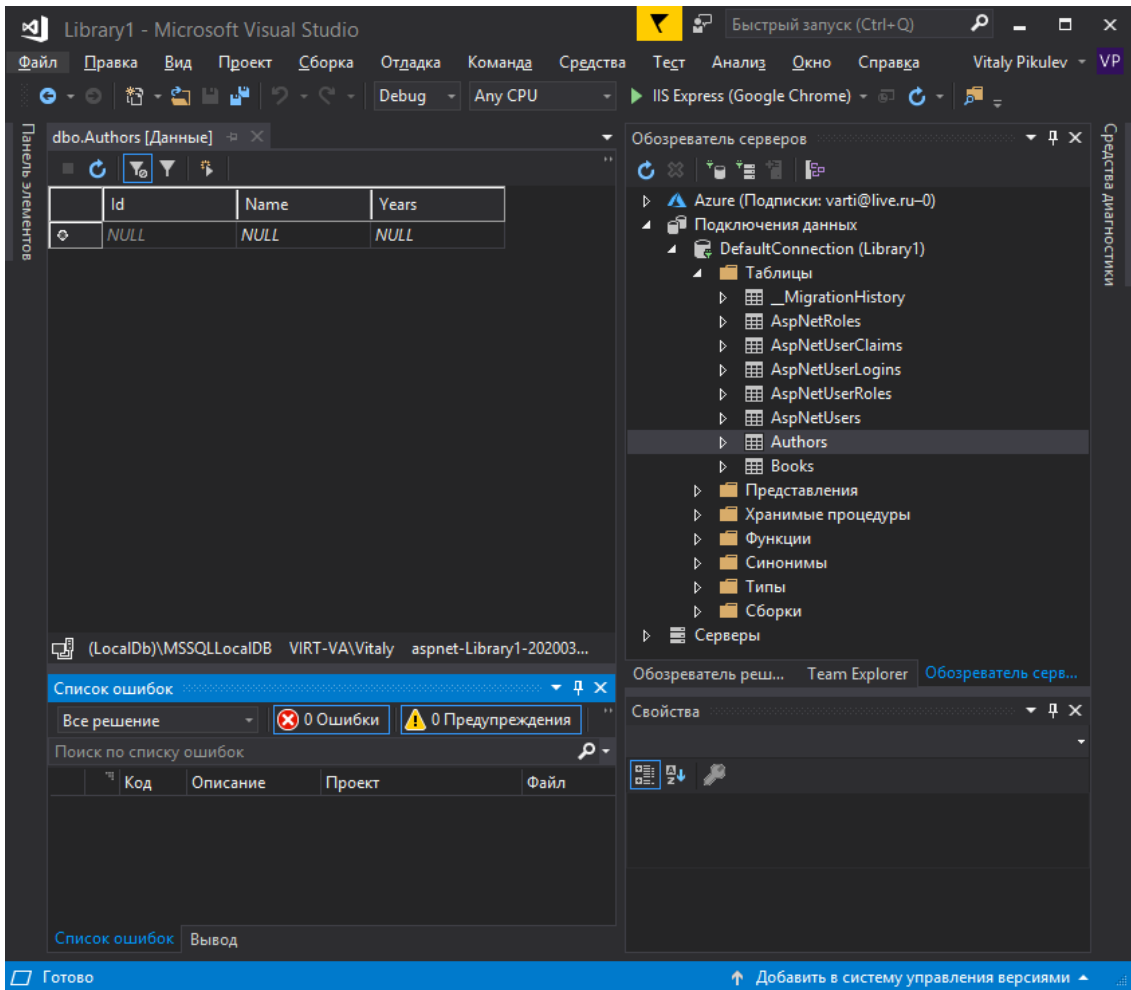 Library1 - Microsoft Visual Studio
Быстрый запуск (Ctrl+Q)
Файл Правка Вид Проект Сборка Отладка Команда Средства Тест Анализ Окно Справка Vitaly Pikulev VP
Debug Any CPU IIS Express (Google Chrome)
Панель элементов
dbo.Authors [Данные]
Id Name Years
NULL NULL NULL
(LocalDb)\MSSQLLocalDB VIRT-VA\Vitaly aspnet-Library1-202003...
Список ошибок
Все решение 0 Ошибки 0 Предупреждения
Поиск по списку ошибок
Код Описание Проект Файл
Список ошибок Вывод
Обозреватель серверов
Azure (Подписки: varti@live.ru–0)
Подключения данных
DefaultConnection (Library1)
Таблицы
__MigrationHistory
AspNetRoles
AspNetUserClaims
AspNetUserLogins
AspNetUserRoles
AspNetUsers
Authors
Books
Представления
Хранимые процедуры
Функции
Синонимы
Типы
Сборки
Серверы
Обозреватель реш... Team Explorer Обозреватель серв...
Свойства
Средства диагностики
Готово
Добавить в систему управления версиями